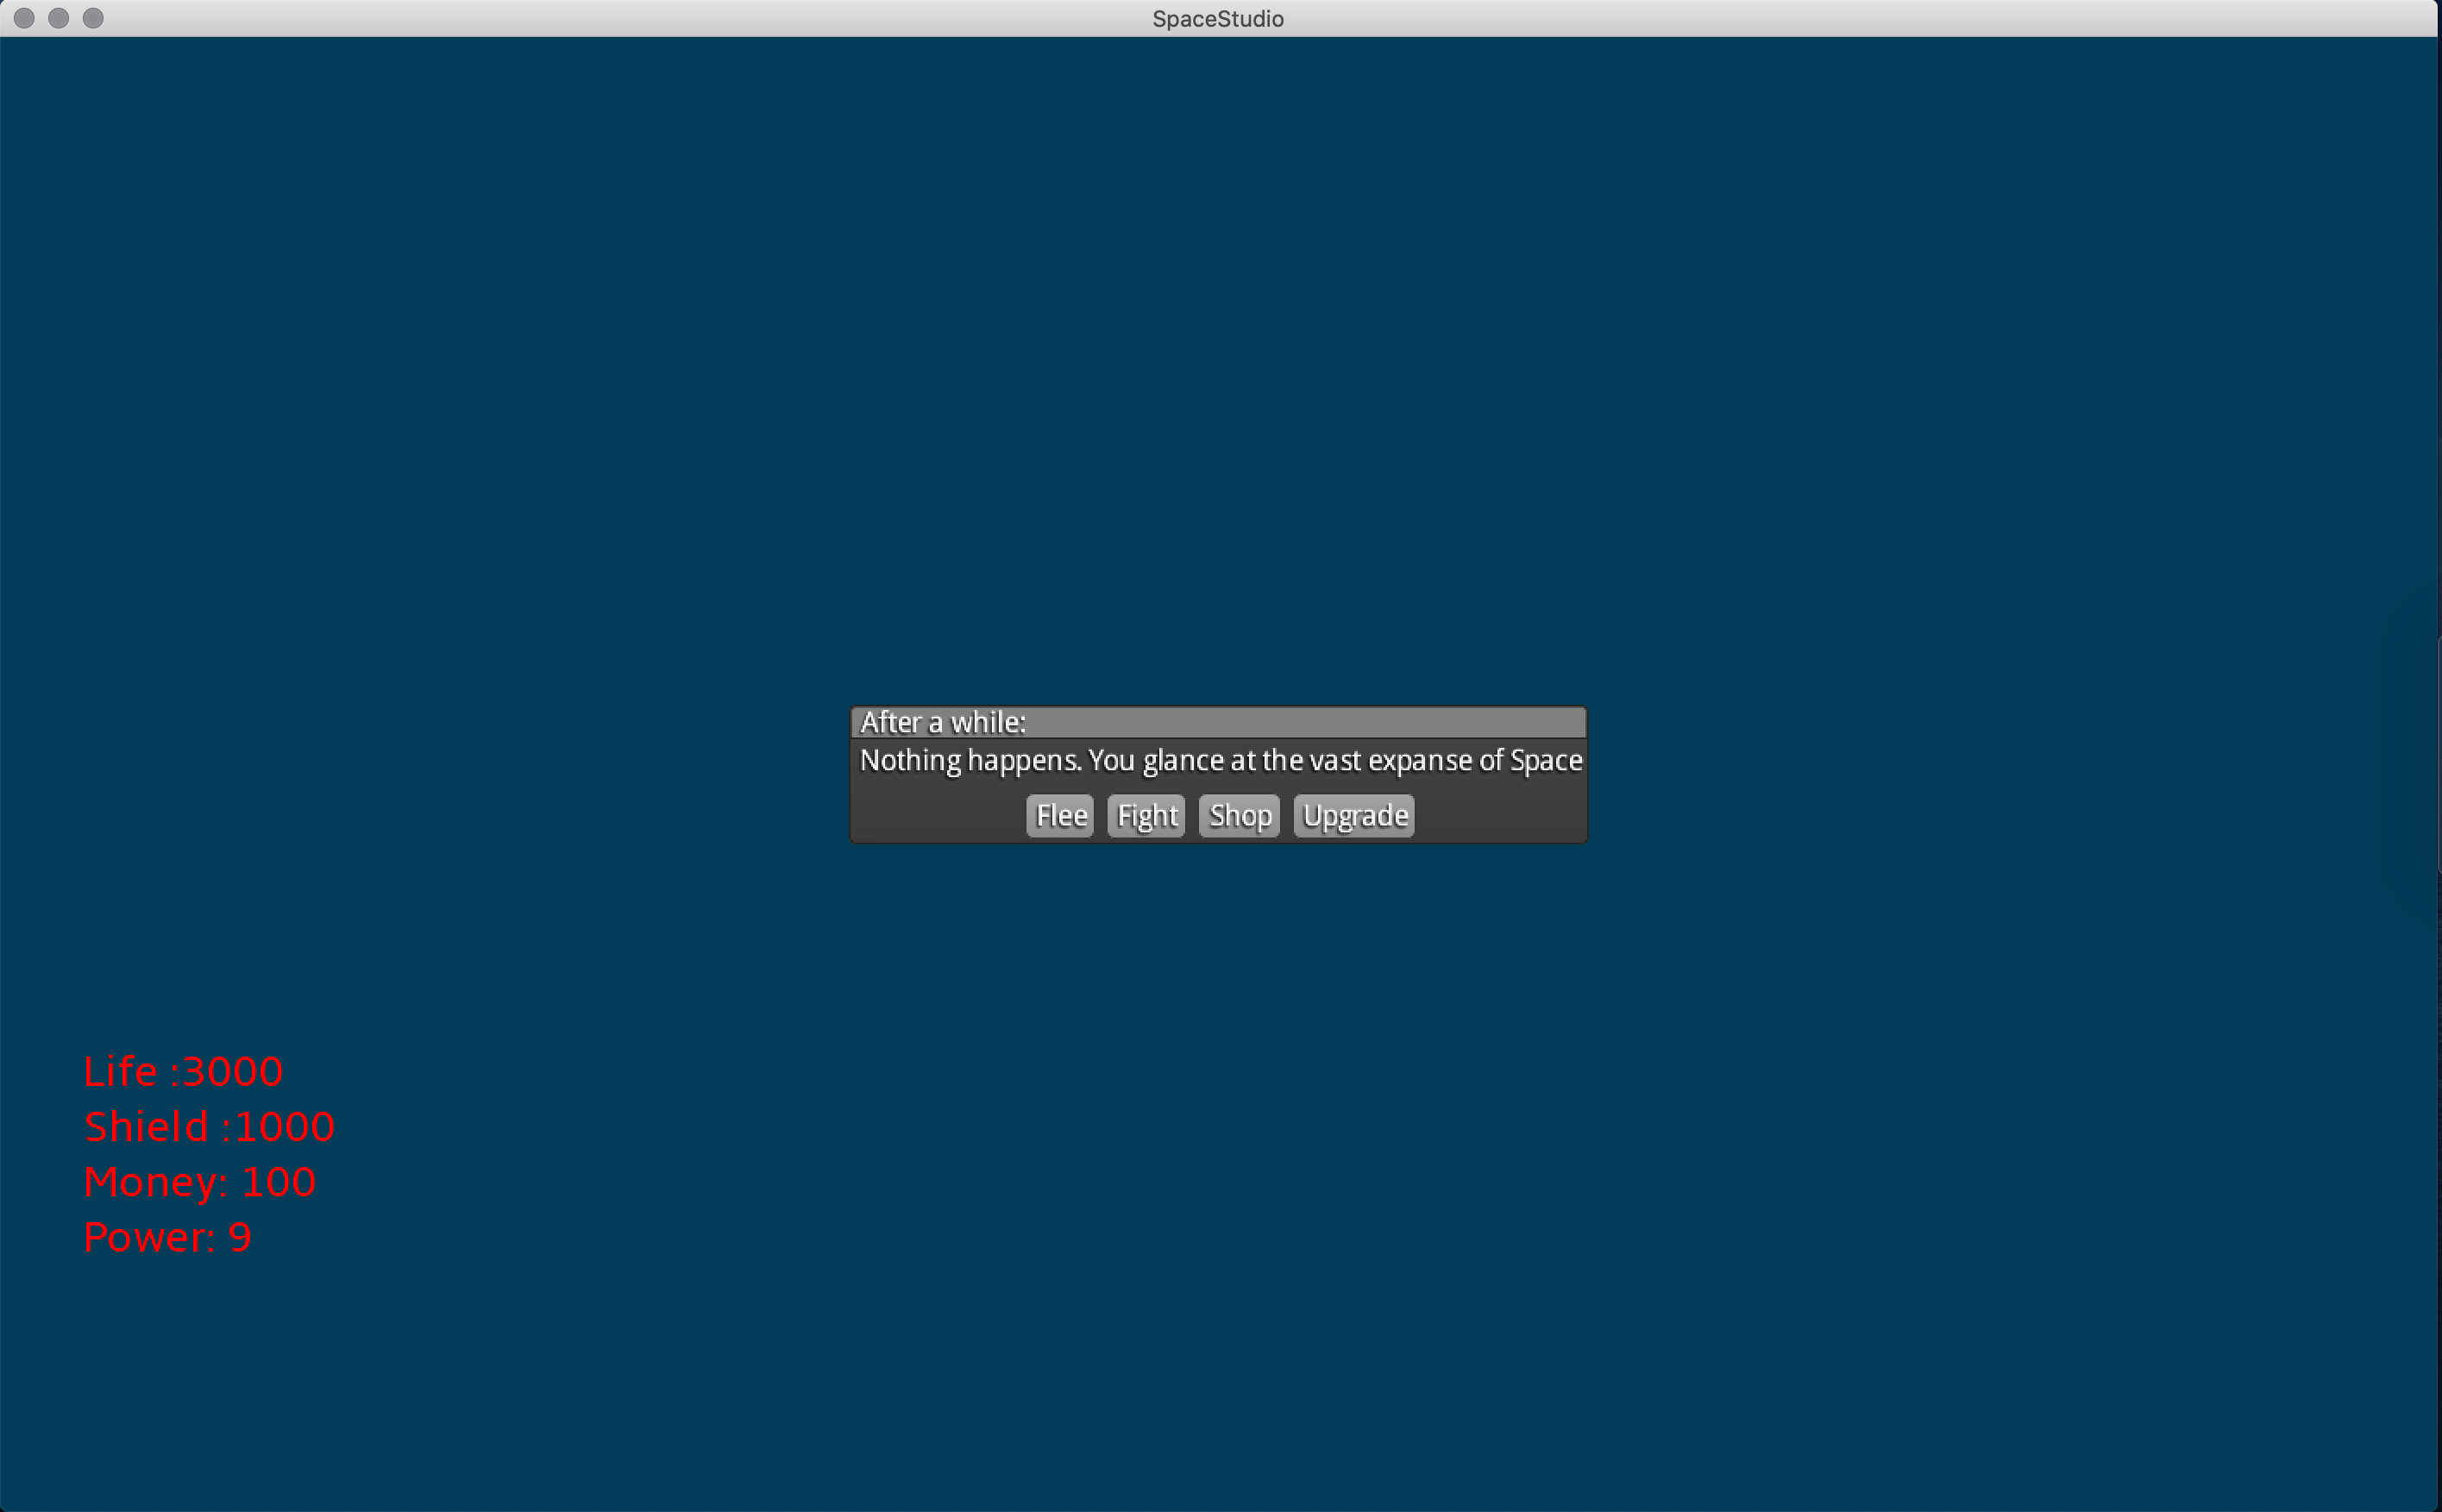 SpaceStudio
After a while:
Nothing happens. You glance at the vast expanse of Space
Flee Fight Shop Upgrade
Life :3000
Shield :1000
Money: 100
Power: 9